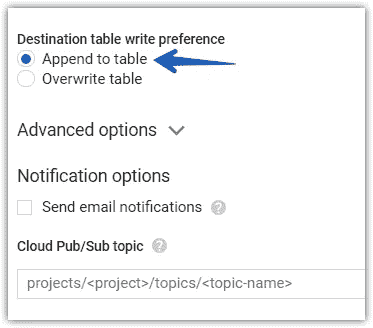 Destination table write preference
Append to table
Overwrite table
Advanced options
Notification options
Send email notifications ?
Cloud Pub/Sub topic ?
projects/<project>/topics/<topic-name>